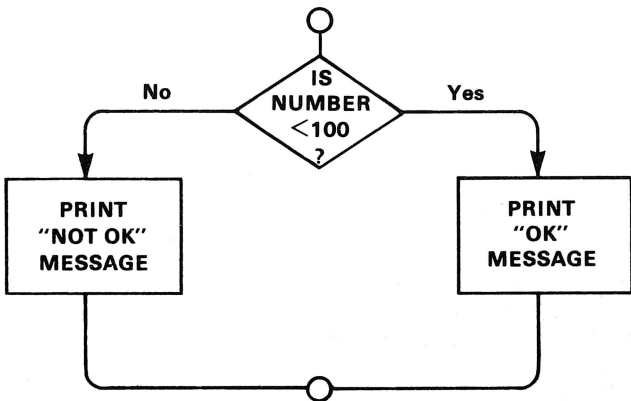 IS
NUMBER
<100
?
No
Yes
PRINT
"NOT OK"
MESSAGE
PRINT
"OK"
MESSAGE